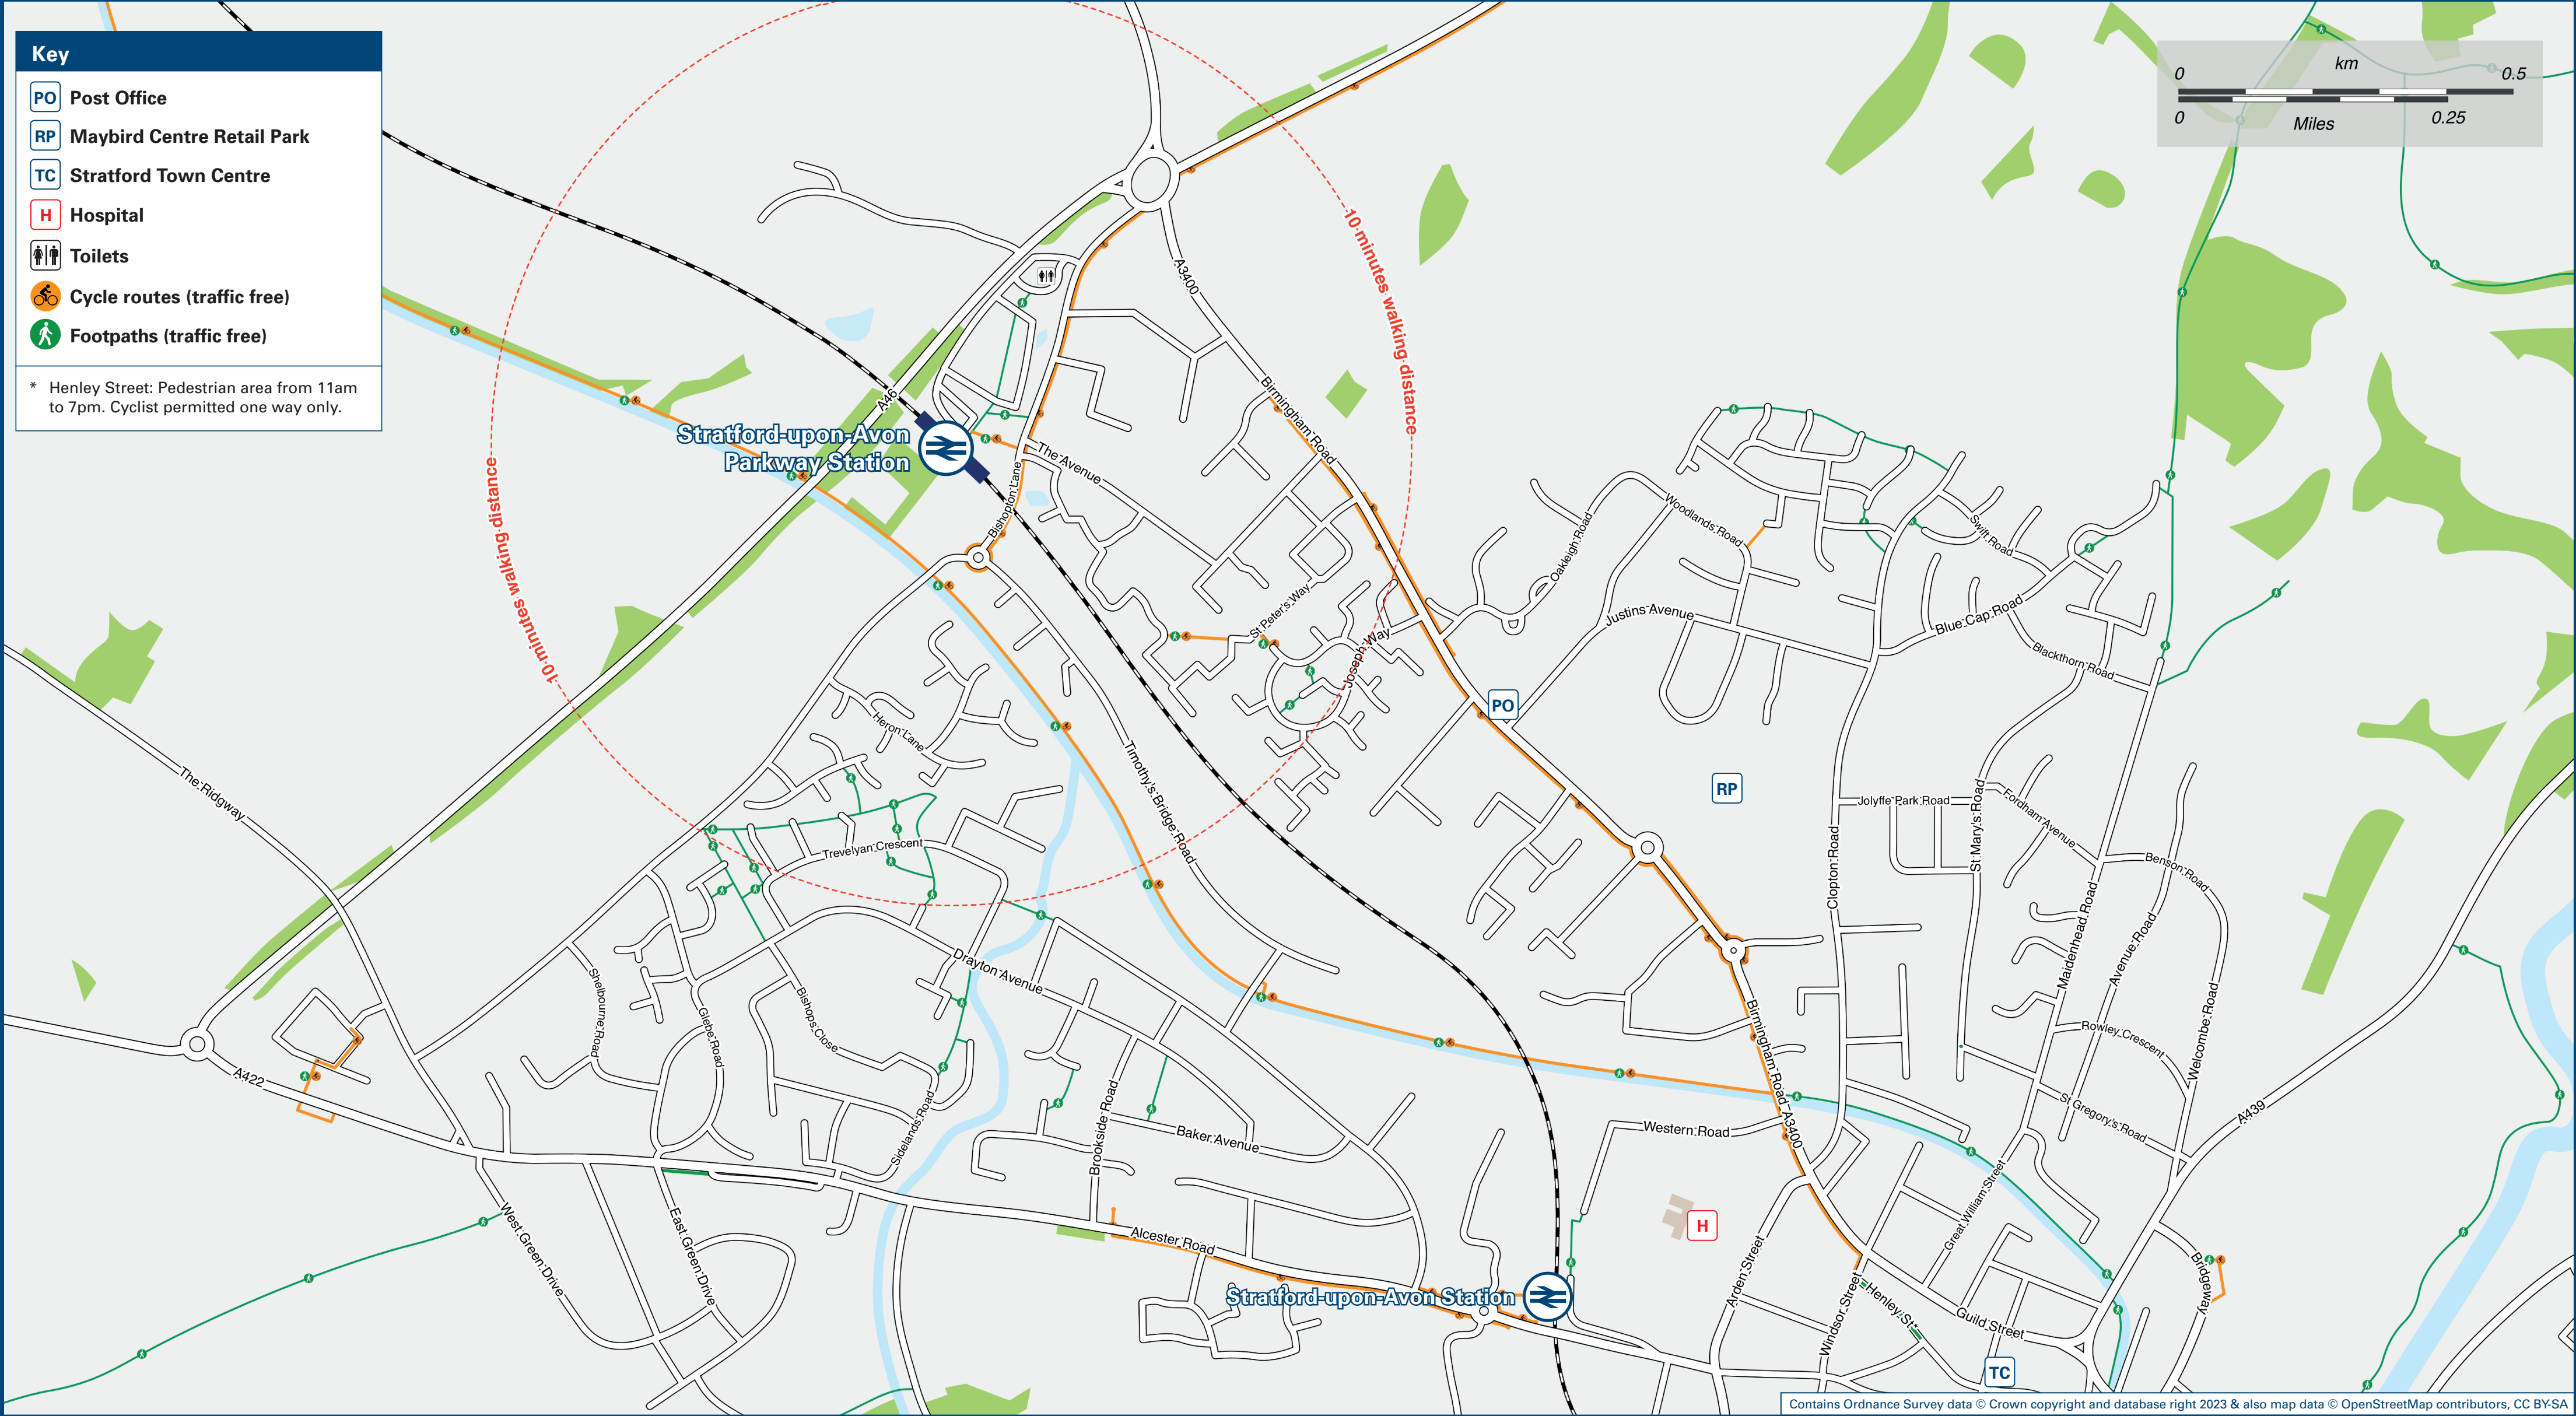 Key
PO Post Office
RP Maybird Centre Retail Park
TC Stratford Town Centre
H Hospital
Toilets
Cycle routes (traffic free)
Footpaths (traffic free)
* Henley Street: Pedestrian area from 11am
to 7pm. Cyclist permitted one way only.
km
0 0.5
0 0.25
Miles
10 minutes walking distance
10 minutes walking distance
A3400
A46
Birmingham Road
Stratford-upon-Avon
Parkway Station
The Avenue
Bishopton Lane
Woodlands Road
Swift Road
Oakleigh Road
St Peter's Way
Justins Avenue
Blue Cap Road
Joseph Way
Blackthorn Road
PO
Heron Lane
The Ridgway
Timothy's Bridge Road
RP
Jolyffe Park Road
Fordham Avenue
St Mary's Road
Trevelyan Crescent
Clopton Road
Benson Road
Maidenhead Road
Avenue Road
Drayton Avenue
Shelbourne Road
Bishops Close
Glebe Road
Birmingham Road A3400
Rowley Crescent
Welcombe Road
A422
St Gregory's Road
A439
Sidelands Road
Brookside Road
Baker Avenue
Western Road
Great William Street
West Green Drive
East Green Drive
Alcester Road
H
Arden Street
Bridgeway
Stratford-upon-Avon Station
Windsor Street
Henley St*
Guild Street
TC
Contains Ordnance Survey data © Crown copyright and database right 2023 & also map data © OpenStreetMap contributors, CC BY-SA